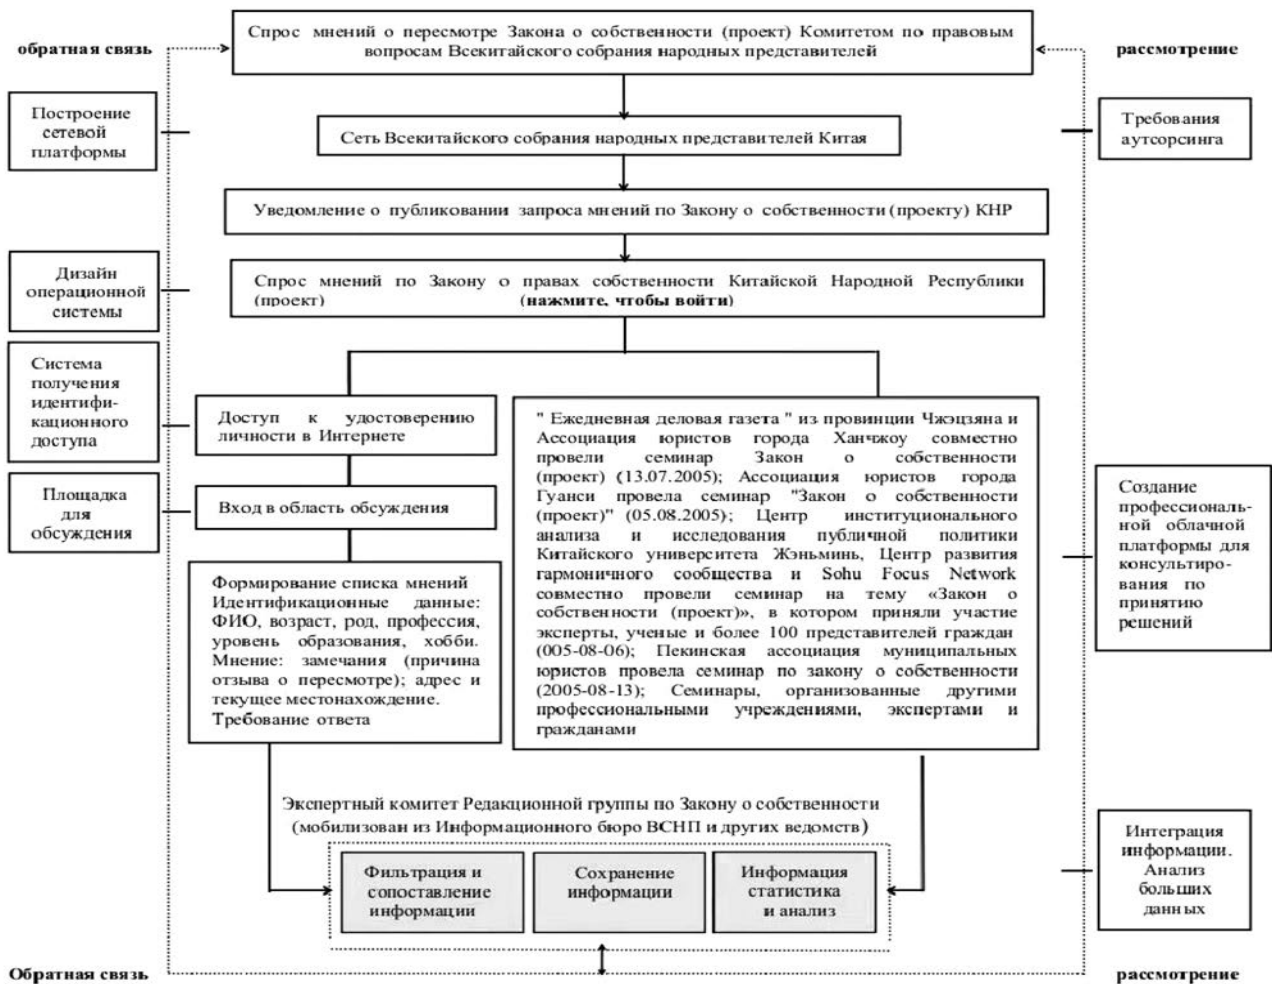 Спрос мнений о пересмотре Закона о собственности (проект) Комитетом по правовым
вопросам Всекитайского собрания народных представителей
обратная связь
рассмотрение
Построение
сетевой
платформы
Сеть Всекитайского собрания народных представителей Китая
Требования
аутсорсинга
Уведомление о публиковании запроса мнений по Закону о собственности (проекту) КНР
Дизайн
операционной
системы
Спрос мнений по Закону о правах собственности Китайской Народной Республики
(проект) (нажмите, чтобы войти)
Система
получения
идентифи-
кационного
доступа
Доступ к удостоверению
личности в Интернете
Площадка
для
обсуждения
Вход в область обсуждения
Формирование списка мнений
Идентификационные данные:
ФИО, возраст, род, профессия,
уровень образования, хобби.
Мнение: замечания (причина
отзыва о пересмотре); адрес и
текущее местонахождение.
Требование ответа
" Ежедневная деловая газета " из провинции Чжэцзяна и
Ассоциация юристов города Ханчжоу совместно
провели семинар Закон о собственности
(проект) (13.07.2005); Ассоциация юристов города
Гуанси провела семинар "Закон о собственности
(проект)" (05.08.2005); Центр институционального
анализа и исследования публичной политики
Китайского университета Жэньминь, Центр развития
гармоничного сообщества и Sohu Focus Network
совместно провели семинар на тему «Закон о
собственности (проект)», в котором приняли участие
эксперты, ученые и более 100 представителей граждан
(005-08-06); Пекинская ассоциация муниципальных
юристов провела семинар по закону о собственности
(2005-08-13); Семинары, организованные другими
профессиональными учреждениями, экспертами и
гражданами
Создание
профессиональ-
ной облачной
платформы для
консультиро-
вания по
принятию
решений
Экспертный комитет Редакционной группы по Закону о собственности
(мобилизован из Информационного бюро ВСНП и других ведомств)
Фильтрация и
сопоставление
информации
Сохранение
информации
Информация
статистика
и анализ
Интеграция
информации.
Анализ
больших
данных
Обратная связь
рассмотрение